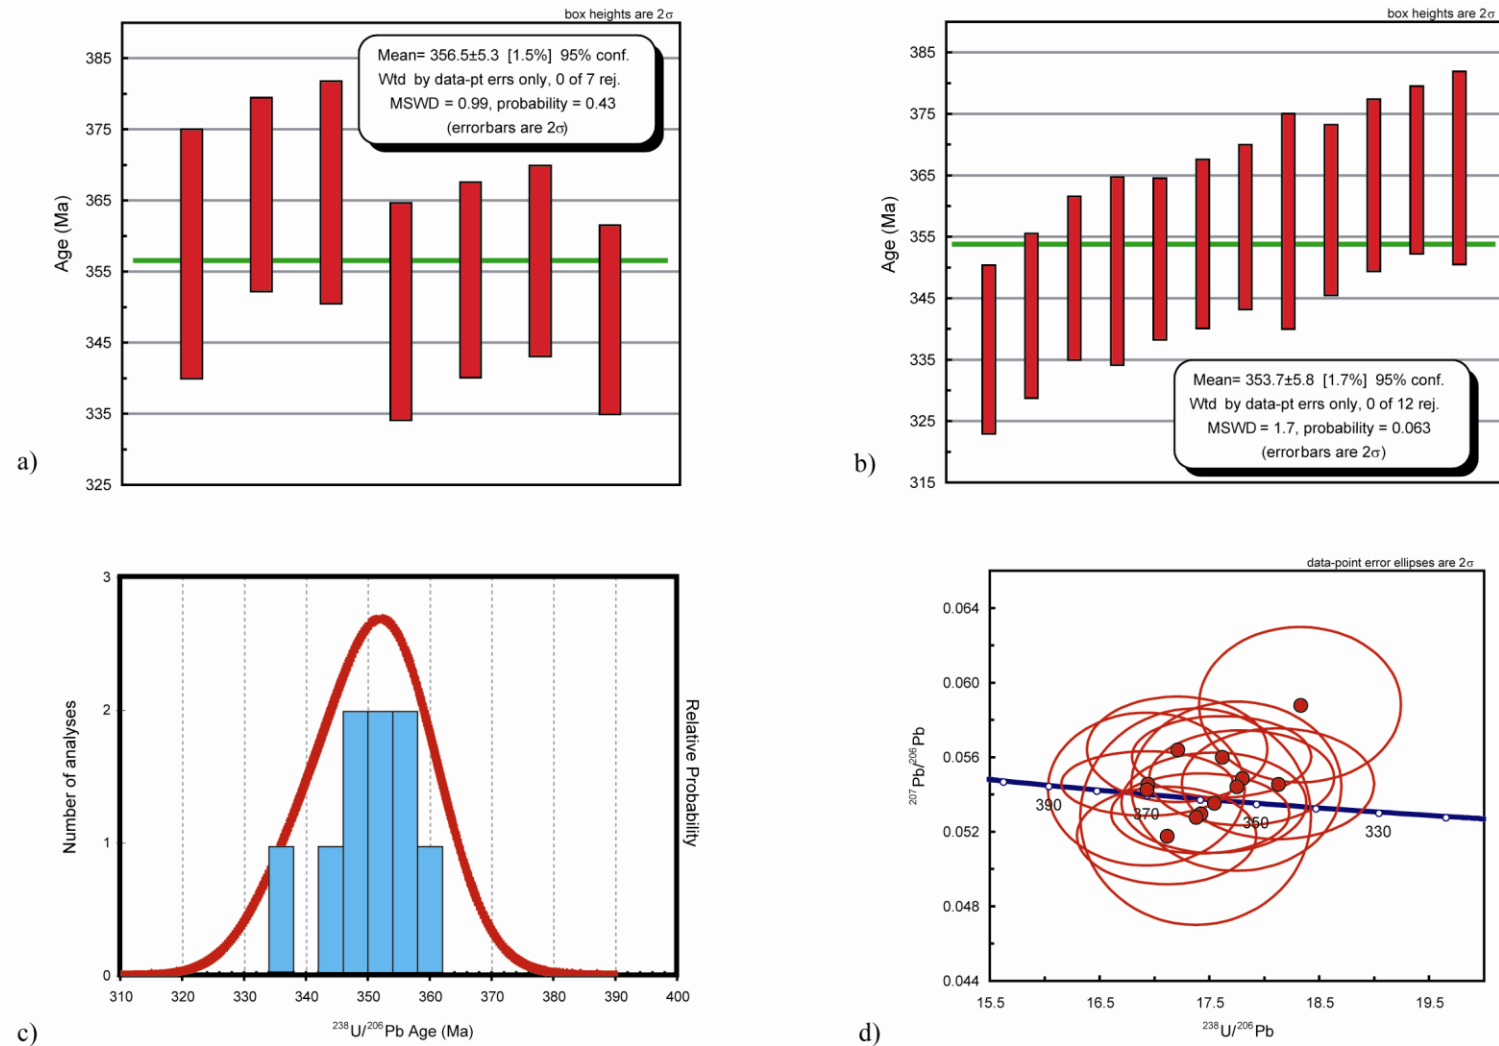 box heights are 2σ
385
375
365
355
345
335
325
Age (Ma)
Mean= 356.5±5.3 [1.5%] 95% conf.
Wtd by data-pt errs only, 0 of 7 rej.
MSWD = 0.99, probability = 0.43
(errorbars are 2σ)
a)
box heights are 2σ
385
375
365
355
345
335
325
315
Age (Ma)
Mean= 353.7±5.8 [1.7%] 95% conf.
Wtd by data-pt errs only, 0 of 12 rej.
MSWD = 1.7, probability = 0.063
(errorbars are 2σ)
b)
3
2
1
0
Number of analyses
Relative Probability
310 320 330 340 350 360 370 380 390 400
²³⁸U/²⁰⁶Pb Age (Ma)
c)
data-point error ellipses are 2σ
0.064
0.060
0.056
0.052
0.048
0.044
²⁰⁷Pb/²⁰⁶Pb
390 370 350 330
15.5 16.5 17.5 18.5 19.5
²³⁸U/²⁰⁶Pb
d)